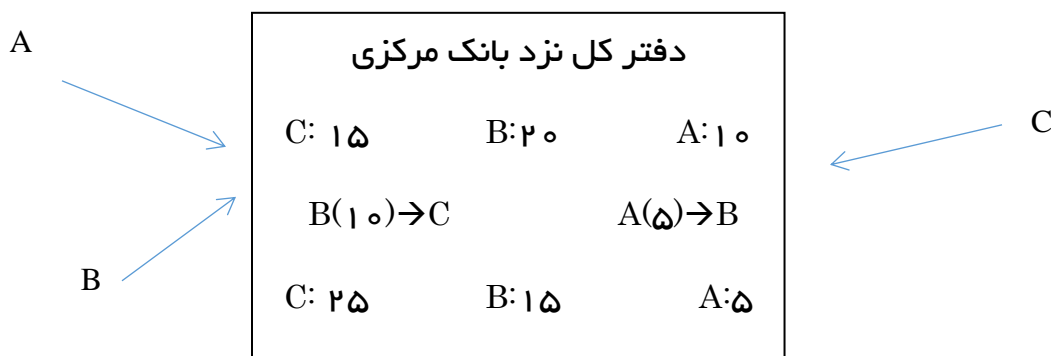 A
دفتر کل نزد بانک مرکزی
A:۱۰ B:۲۰ C: ۱۵
C
A(۵)→B B(۱۰)→C
B
A:۵ B:۱۵ C: ۲۵